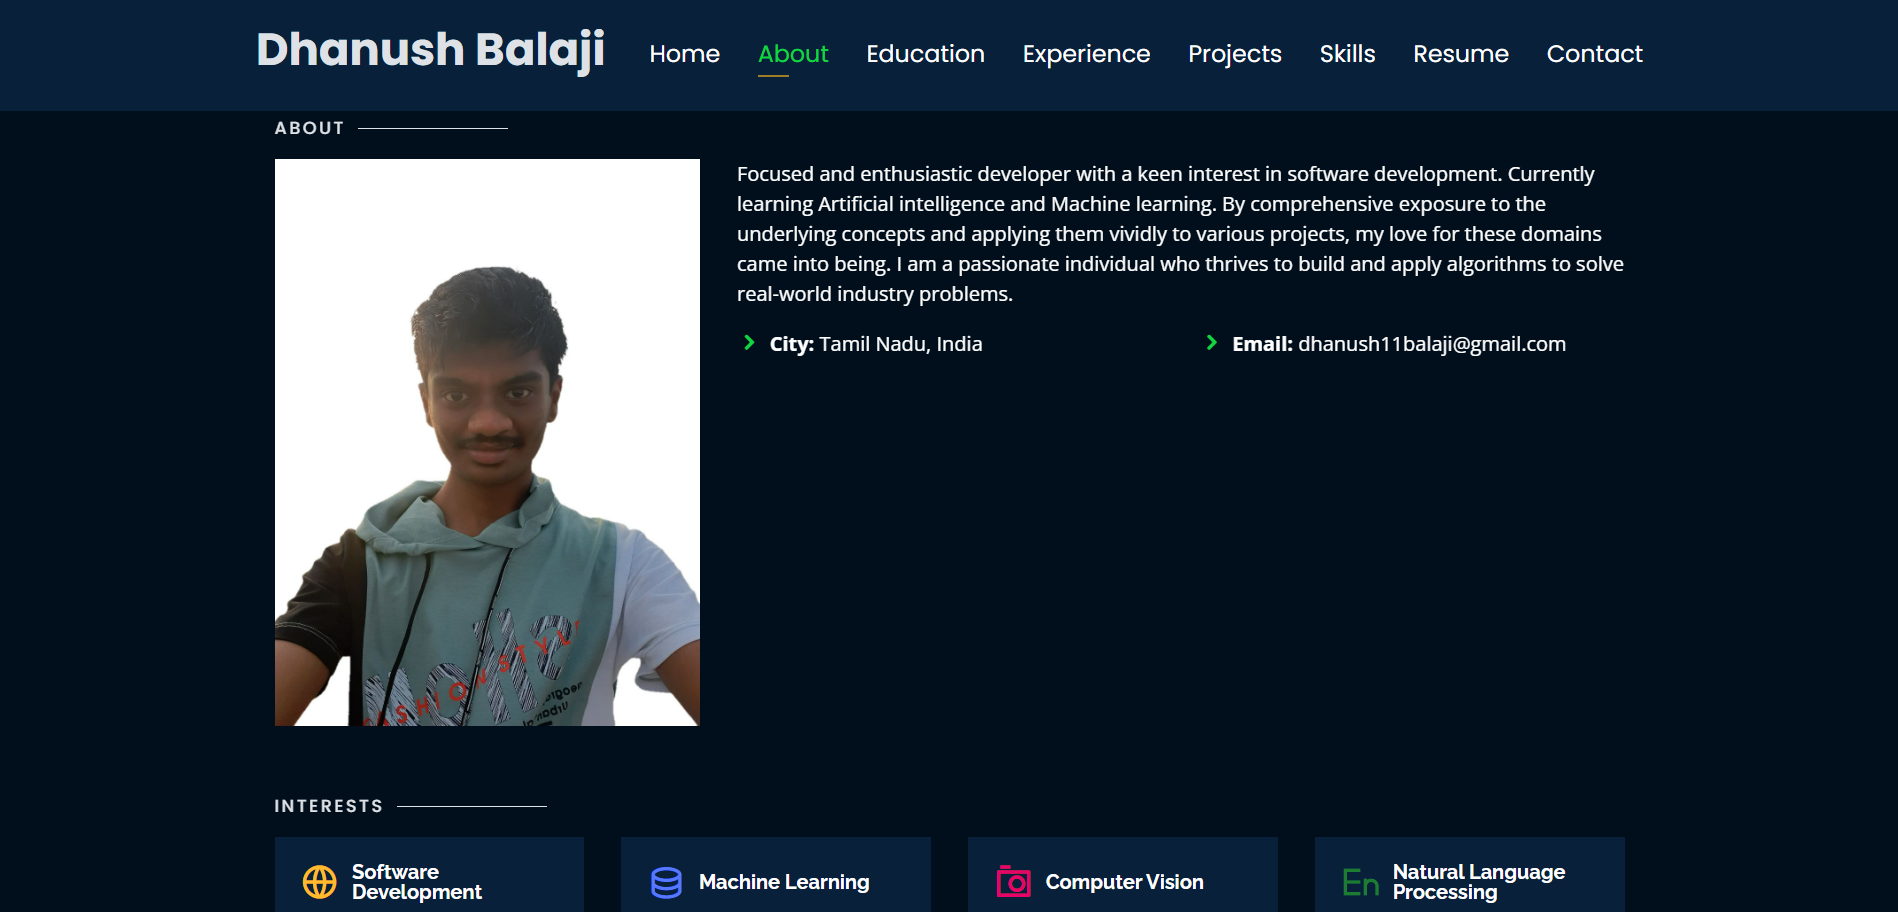 Dhanush Balaji
Home About Education Experience Projects Skills Resume Contact
ABOUT
Focused and enthusiastic developer with a keen interest in software development. Currently
learning Artificial intelligence and Machine learning. By comprehensive exposure to the
underlying concepts and applying them vividly to various projects, my love for these domains
came into being. I am a passionate individual who thrives to build and apply algorithms to solve
real-world industry problems.
City: Tamil Nadu, India
Email: dhanush11balaji@gmail.com
FASHION STYLE
INTERESTS
Software
Development
Machine Learning
Computer Vision
En
Natural Language
Processing